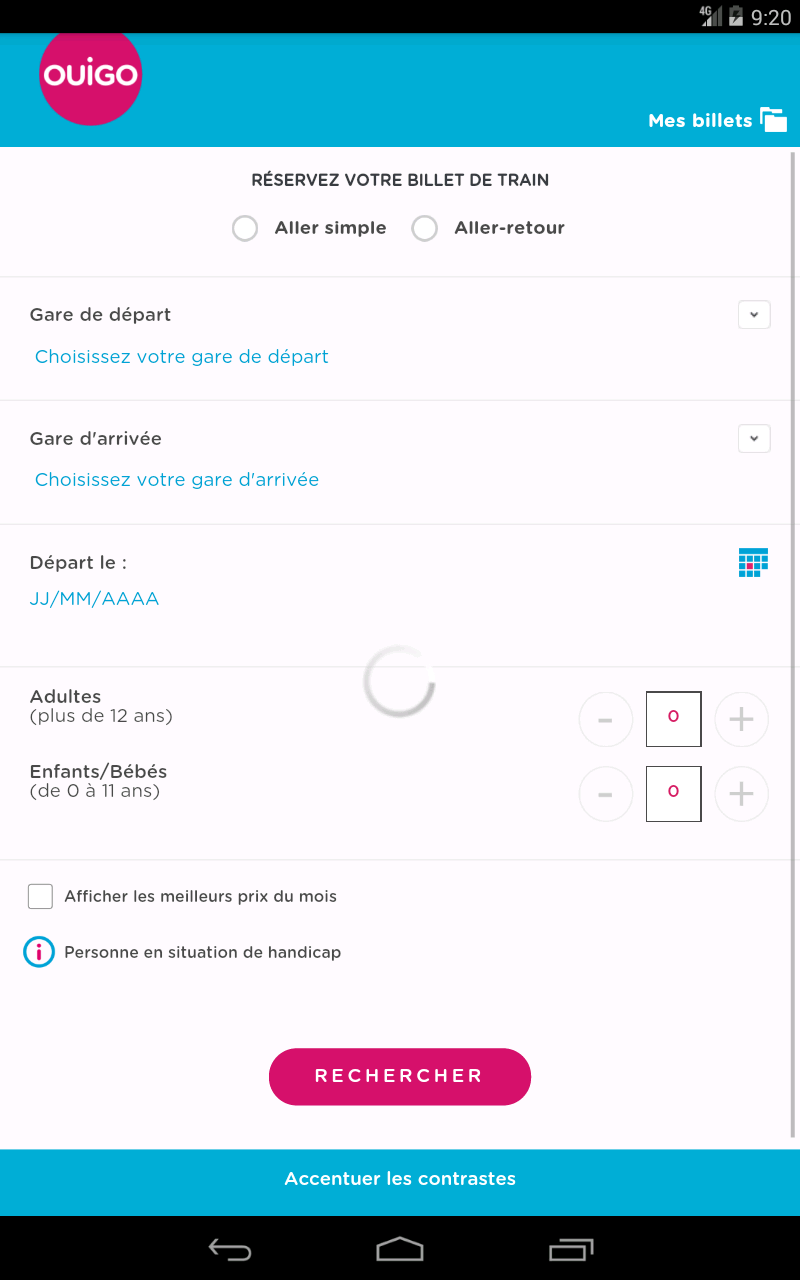 4G 9:20
OUiGO
Mes billets
RÉSERVEZ VOTRE BILLET DE TRAIN
Aller simple Aller-retour
Gare de départ
Choisissez votre gare de départ
Gare d'arrivée
Choisissez votre gare d'arrivée
Départ le :
JJ/MM/AAAA
Adultes
(plus de 12 ans)
- 0 +
Enfants/Bébés
(de 0 à 11 ans)
- 0 +
Afficher les meilleurs prix du mois
i Personne en situation de handicap
RECHERCHER
Accentuer les contrastes